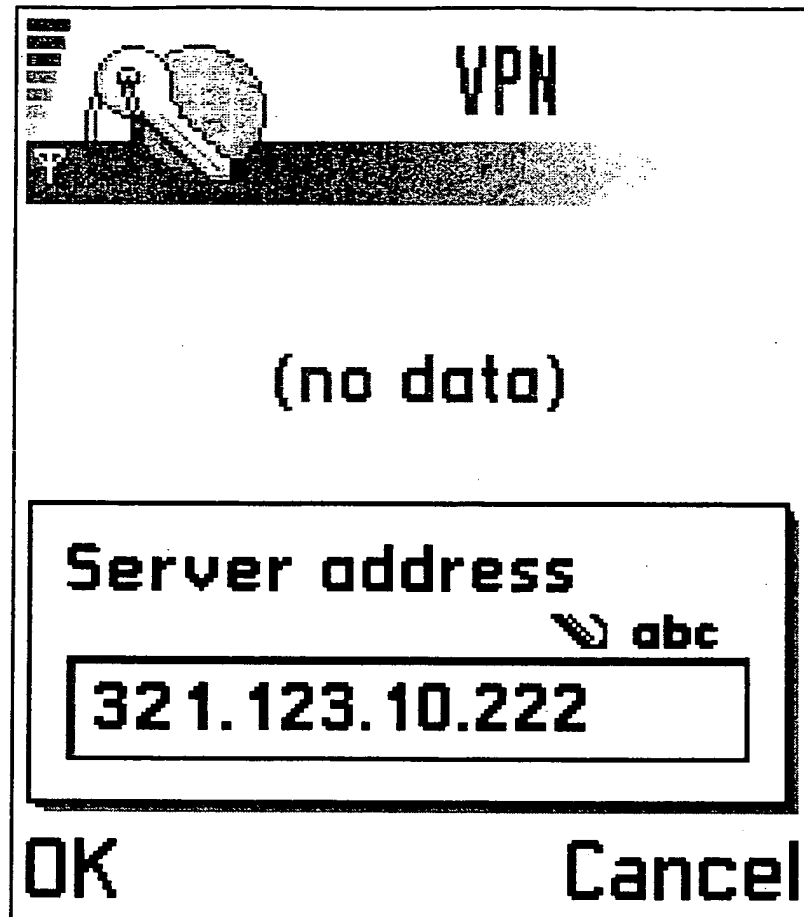 VPN
(no data)
Server address
abc
321.123.10.222
OK
Cancel